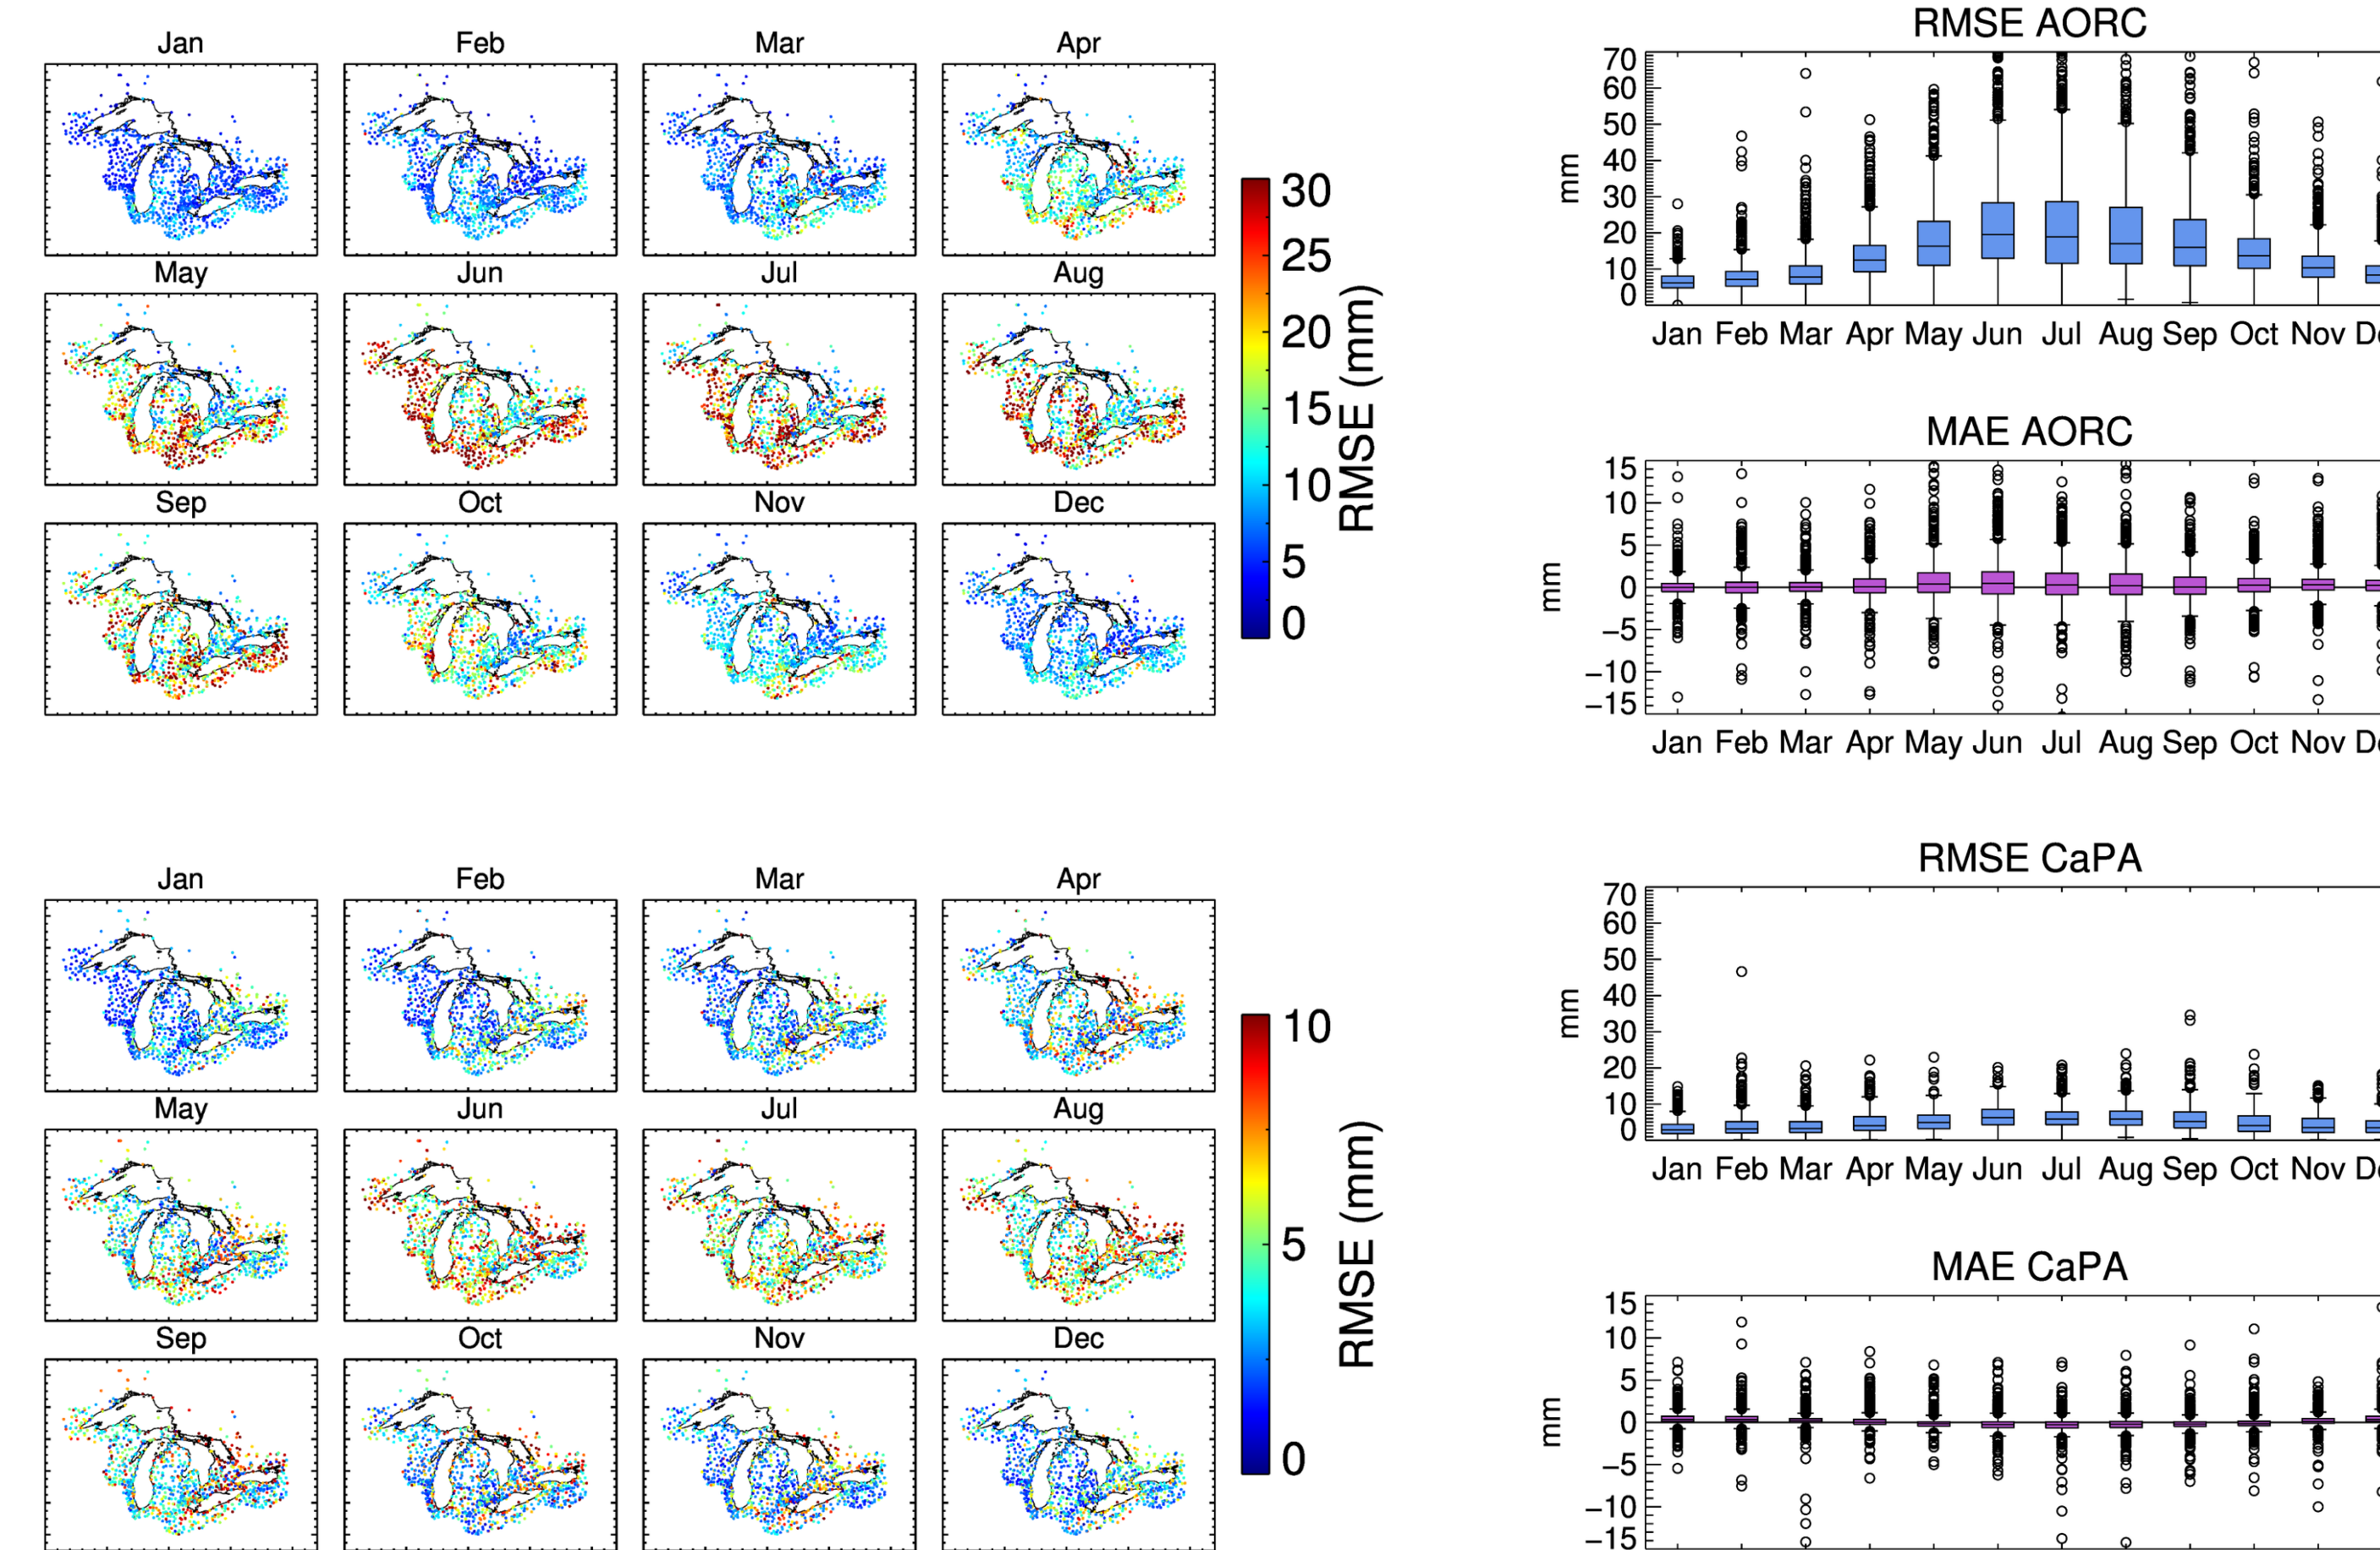 Jan Feb Mar Apr
May Jun Jul Aug
Sep Oct Nov Dec
30
25
20
15
10
5
0
RMSE (mm)
RMSE AORC
70
60
50
40
30
20
10
0
mm
Jan Feb Mar Apr May Jun Jul Aug Sep Oct Nov
MAE AORC
15
10
5
0
−5
−10
−15
mm
Jan Feb Mar Apr May Jun Jul Aug Sep Oct Nov
Jan Feb Mar Apr
May Jun Jul Aug
Sep Oct Nov Dec
10
5
0
RMSE (mm)
RMSE CaPA
70
60
50
40
30
20
10
0
mm
Jan Feb Mar Apr May Jun Jul Aug Sep Oct Nov
MAE CaPA
15
10
5
0
−5
−10
−15
mm